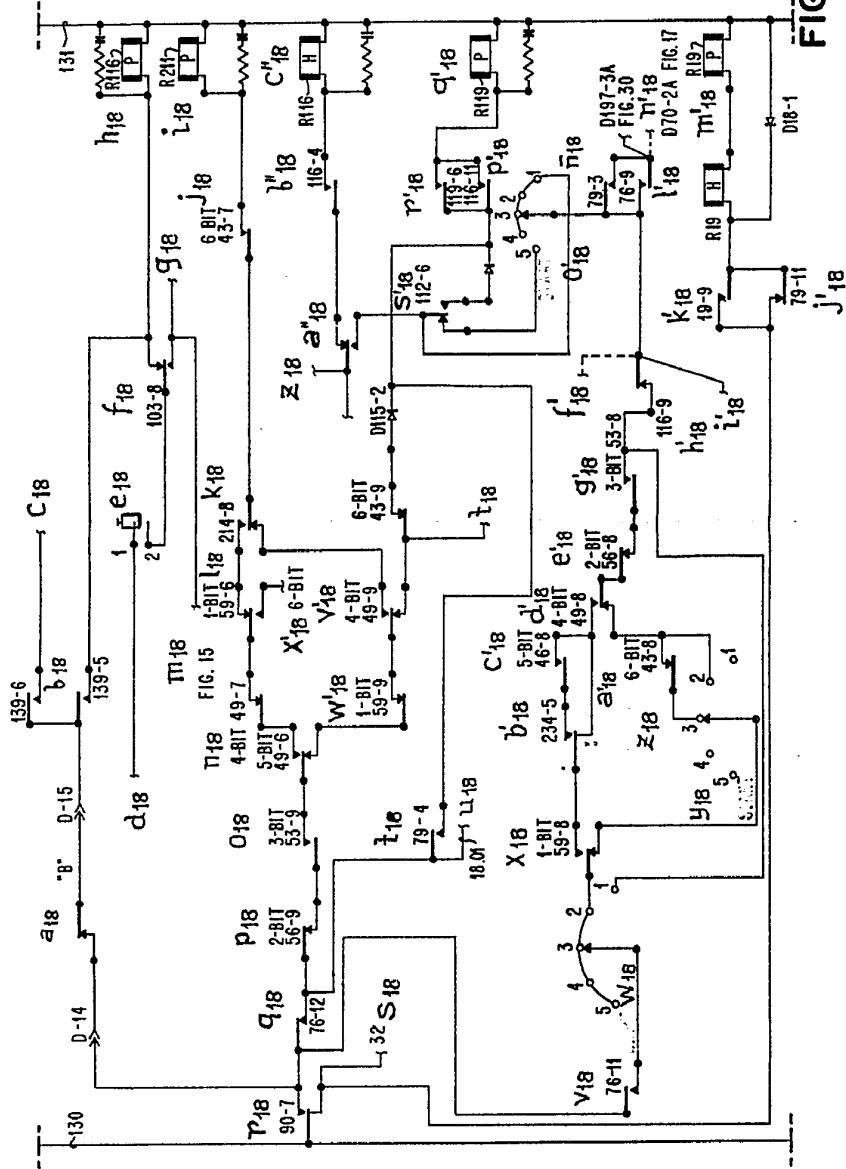 FIG
131
130
R116
P
h18
R211
P
i18
C"18
H
R116
q'18
P
R119
R19
P
m'18
H
R19
D18-1
C18
139-6
b18
139-5
D-15
"B"
a18
D-14
e18
1
2
d18
f18
103-8
g18
j18
6 BIT
43-7
b"18
116-4
a"18
z18
r'18
119-6
116-11
p'18
s'18
112-6
n18
1
2
3
4
5
o'18
D197-3A
FIG.30
n'18
D70-2A FIG.17
79-3
76-9
l'18
k'18
19-9
79-11
j'18
k18
214-8
l18
1-BIT
59-6
m18
FIG. 15
X'18 6-BIT
n18
4-BIT 49-7
5-BIT
49-6
v'18
4-BIT
49-9
w'18
1-BIT
59-9
6-BIT
43-9
D115-2
t18
o18
3-BIT
53-9
p18
2-BIT
56-9
q18
76-12
t18
79-4
u18
18.01
r18
90-7
32 S18
f'18
116-9
h'18
i'18
g'18
3-BIT 53-8
e'18
2-BIT
56-8
d'18
4-BIT
49-8
c'18
5-BIT
46-8
b'18
234-5
a'18
6-BIT
43-8
z18
1
2
3
4
5
y18
X18
1-BIT
59-8
1
2
3
4
5
W18
V18
76-11